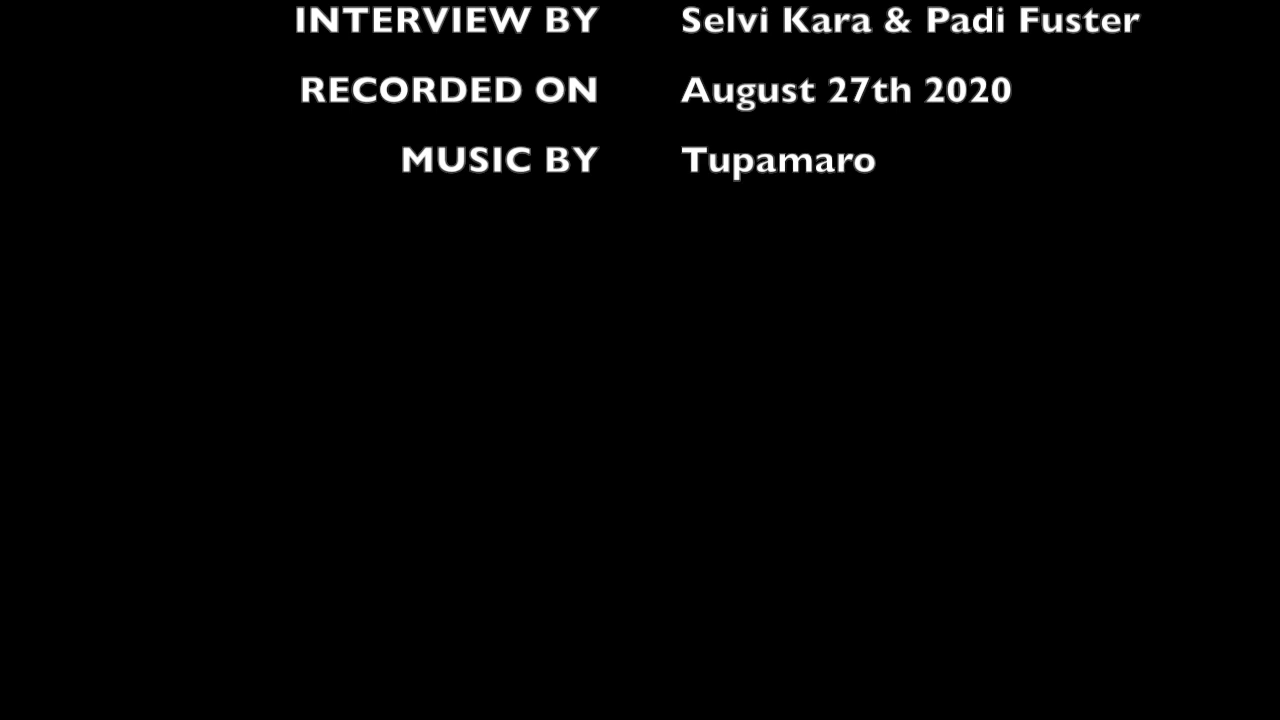 INTERVIEW BY Selvi Kara & Padi Fuster
RECORDED ON August 27th 2020
MUSIC BY Tupamaro